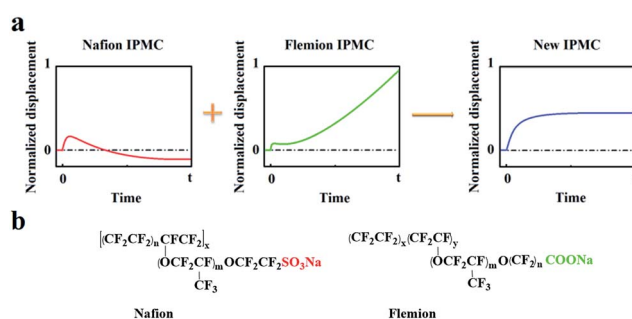 a
Nafion IPMC
Flemion IPMC
New IPMC
Normalized displacement
1
0
0
Time
t
+
Normalized displacement
1
0
0
Time
t
Normalized displacement
1
0
0
Time
t
b
[(CF₂CF₂)ₙCFCF₂]ₓ
(OCF₂CF)ₘOCF₂CF₂SO₃Na
CF₃
Nafion
(CF₂CF₂)ₓ(CF₂CF)ᵧ
(OCF₂CF)ₘO(CF₂)ₙCOONa
CF₃
Flemion